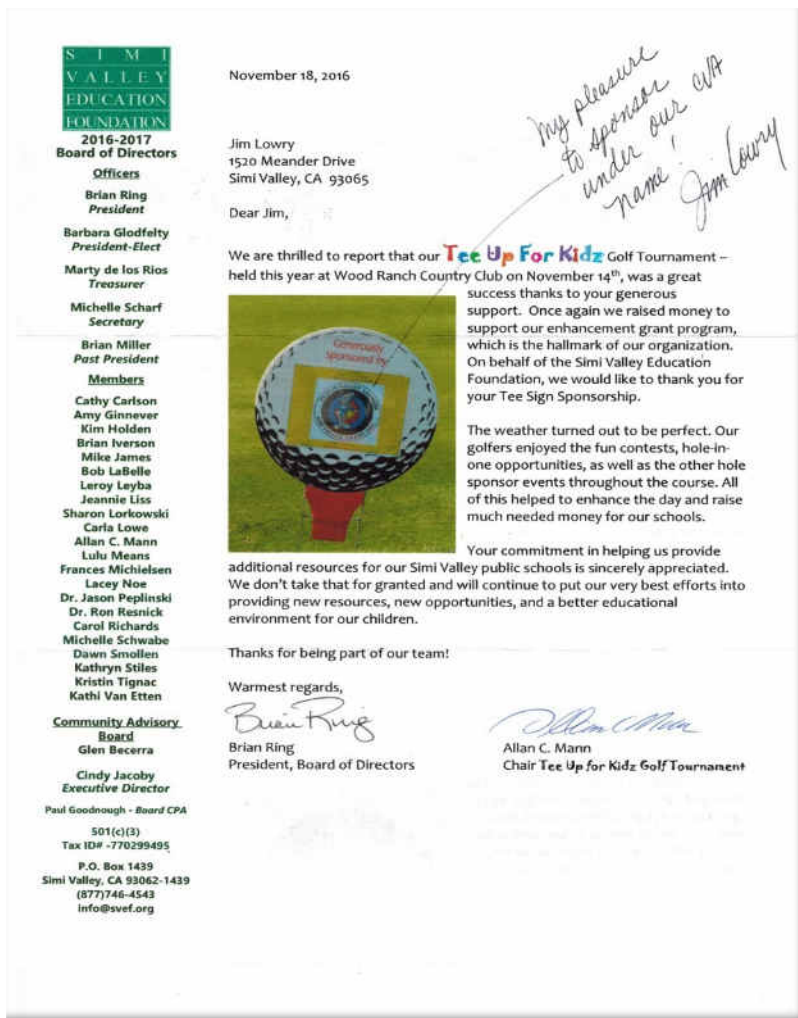 SIMI
VALLEY
EDUCATION
FOUNDATION
2016-2017
Board of Directors
Officers
Brian Ring
President
Barbara Glodfelty
President-Elect
Marty de los Rios
Treasurer
Michelle Scharf
Secretary
Brian Miller
Past President
Members
Cathy Carlson
Amy Ginnever
Kim Holden
Brian Iverson
Mike James
Bob LaBelle
Leroy Leyba
Jeannie Liss
Sharon Lorkowski
Carla Lowe
Allan C. Mann
Lulu Means
Frances Michielsen
Lacey Noe
Dr. Jason Peplinski
Dr. Ron Resnick
Carol Richards
Michelle Schwabe
Dawn Smollen
Kathryn Stiles
Kristin Tignac
Kathi Van Etten
Community Advisory
Board
Glen Becerra
Cindy Jacoby
Executive Director
Paul Goodnough - Board CPA
501(c)(3)
Tax ID# -770299495
P.O. Box 1439
Simi Valley, CA 93062-1439
(877)746-4543
info@svef.org
November 18, 2016
My pleasure
to sponsor
under our CVA
name!
Jim Lowry
Jim Lowry
1520 Meander Drive
Simi Valley, CA 93065
Dear Jim,
We are thrilled to report that our Tee Up For Kidz Golf Tournament –
held this year at Wood Ranch Country Club on November 14th, was a great
success thanks to your generous
support. Once again we raised money to
support our enhancement grant program,
which is the hallmark of our organization.
On behalf of the Simi Valley Education
Foundation, we would like to thank you for
your Tee Sign Sponsorship.
Generously
Sponsored by
The weather turned out to be perfect. Our
golfers enjoyed the fun contests, hole-in-
one opportunities, as well as the other hole
sponsor events throughout the course. All
of this helped to enhance the day and raise
much needed money for our schools.
Your commitment in helping us provide
additional resources for our Simi Valley public schools is sincerely appreciated.
We don't take that for granted and will continue to put our very best efforts into
providing new resources, new opportunities, and a better educational
environment for our children.
Thanks for being part of our team!
Warmest regards,
Brian Ring
Brian Ring
President, Board of Directors
Allan C Mann
Allan C. Mann
Chair Tee Up for Kidz Golf Tournament